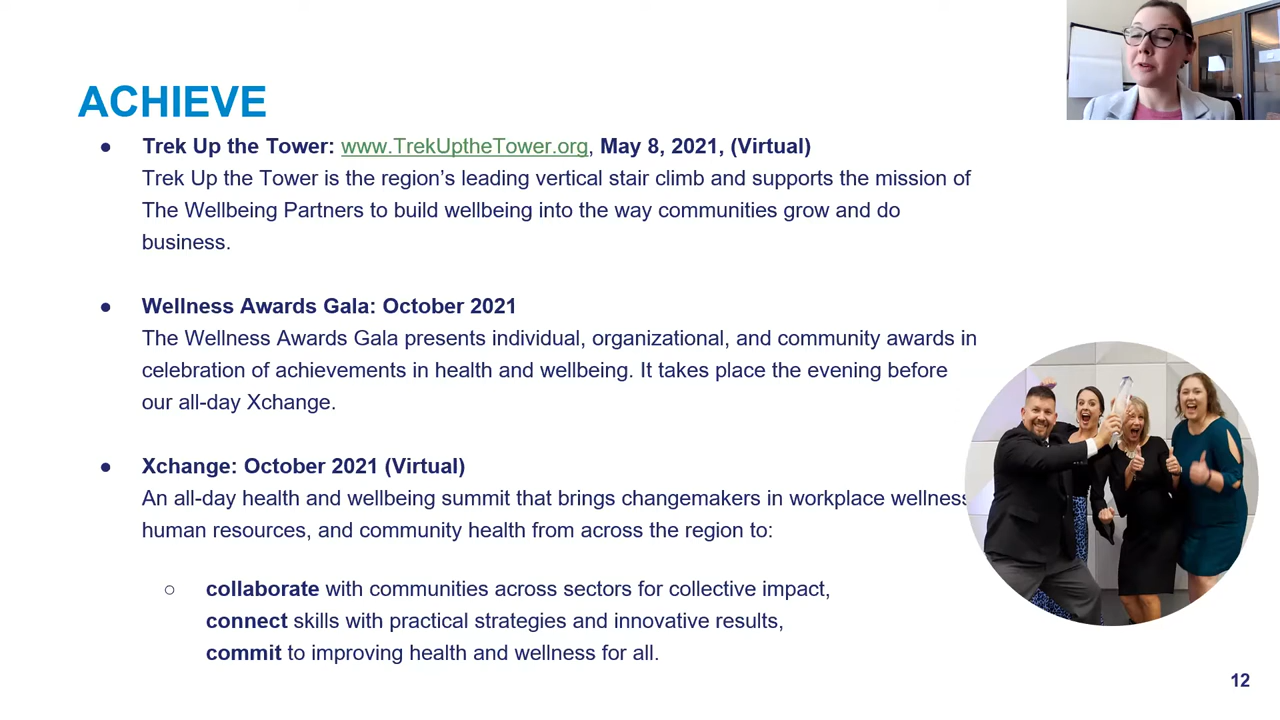 ACHIEVE
● Trek Up the Tower: www.TrekUptheTower.org, May 8, 2021, (Virtual)
Trek Up the Tower is the region’s leading vertical stair climb and supports the mission of
The Wellbeing Partners to build wellbeing into the way communities grow and do
business.
● Wellness Awards Gala: October 2021
The Wellness Awards Gala presents individual, organizational, and community awards in
celebration of achievements in health and wellbeing. It takes place the evening before
our all-day Xchange.
● Xchange: October 2021 (Virtual)
An all-day health and wellbeing summit that brings changemakers in workplace wellness
human resources, and community health from across the region to:
○ collaborate with communities across sectors for collective impact,
connect skills with practical strategies and innovative results,
commit to improving health and wellness for all.
12